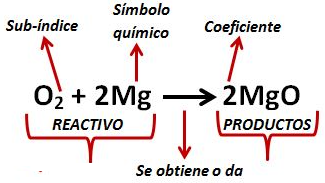 Símbolo
químico
Sub-índice
Coeficiente
O₂ + 2Mg → 2MgO
REACTIVO
PRODUCTOS
Se obtiene o da